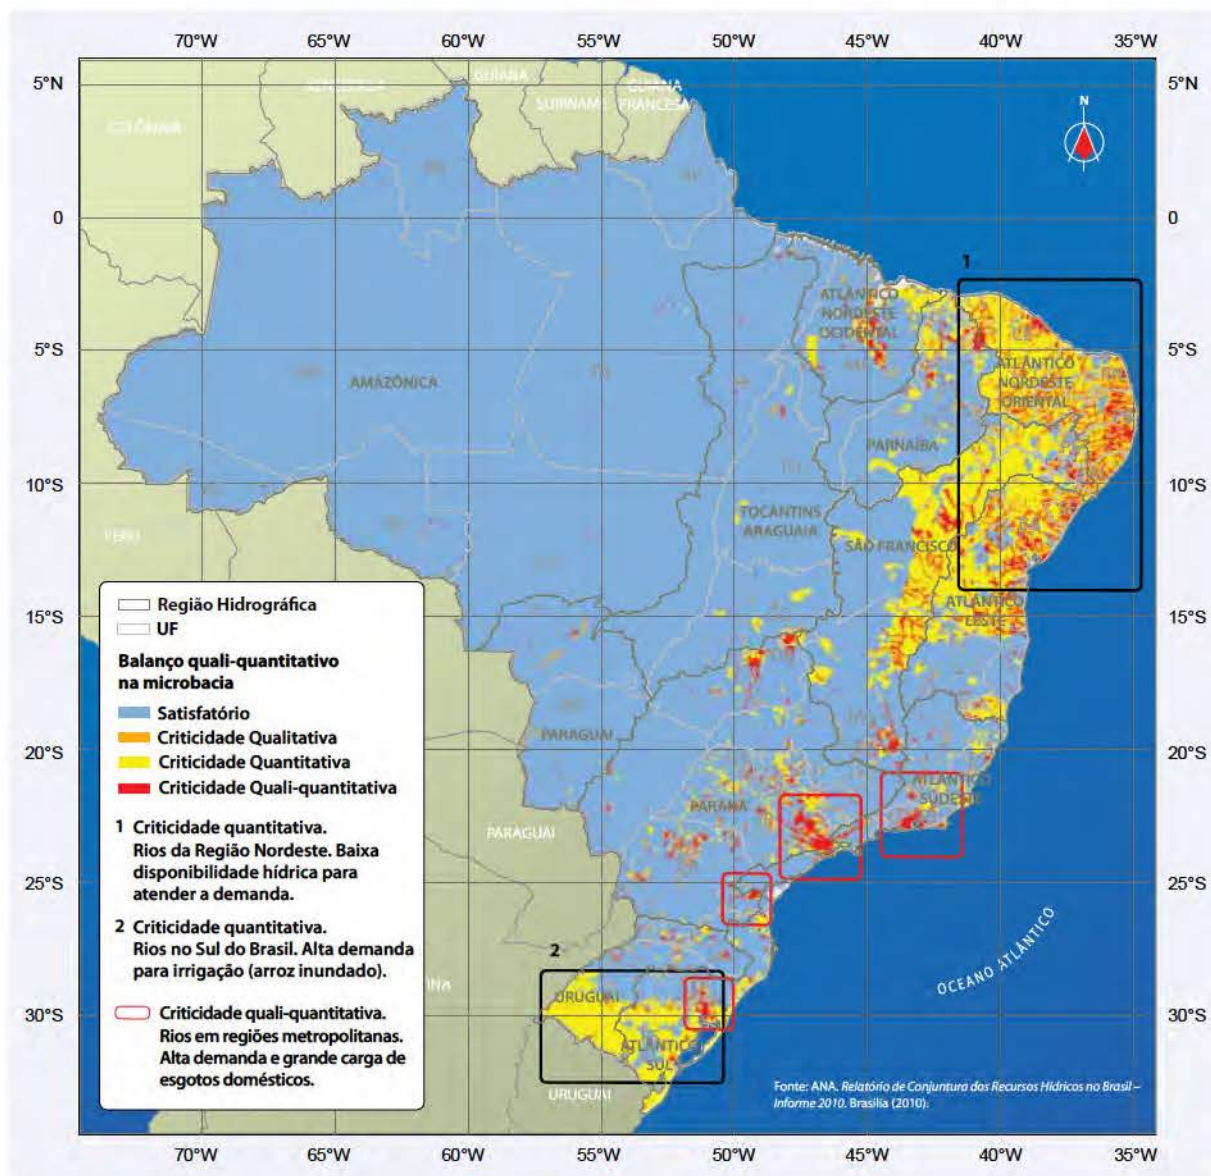 70°W 65°W 60°W 55°W 50°W 45°W 40°W 35°W
5°N 5°N
VENEZUELA
GUIANA
SURINAME
GUIANA
FRANCESA
COLÔMBIA
N
0 0
1
ATLÂNTICO
NORDESTE
OCIDENTAL
5°S 5°S
AMAZÔNICA
ATLÂNTICO
NORDESTE
ORIENTAL
PARNAÍBA
10°S 10°S
PERU
TOCANTINS
ARAGUAIA
SÃO FRANCISCO
ATLÂNTICO
LESTE
15°S 15°S
Região Hidrográfica
UF
Balanço quali-quantitativo
na microbacia
Satisfatório
Criticidade Qualitativa
Criticidade Quantitativa
Criticidade Quali-quantitativa
1 Criticidade quantitativa.
Rios da Região Nordeste. Baixa
disponibilidade hídrica para
atender a demanda.
2 Criticidade quantitativa.
Rios no Sul do Brasil. Alta demanda
para irrigação (arroz inundado).
Criticidade quali-quantitativa.
Rios em regiões metropolitanas.
Alta demanda e grande carga de
esgotos domésticos.
PARAGUAI
20°S 20°S
ATLÂNTICO
SUDESTE
PARANÁ
PARAGUAI
25°S 25°S
2
OCEANO ATLÂNTICO
INA
URUGUAI
30°S 30°S
ATLÂNTICO
SUL
URUGUAI
Fonte: ANA. Relatório de Conjuntura dos Recursos Hídricos no Brasil –
Informe 2010. Brasília (2010).
70°W 65°W 60°W 55°W 50°W 45°W 40°W 35°W